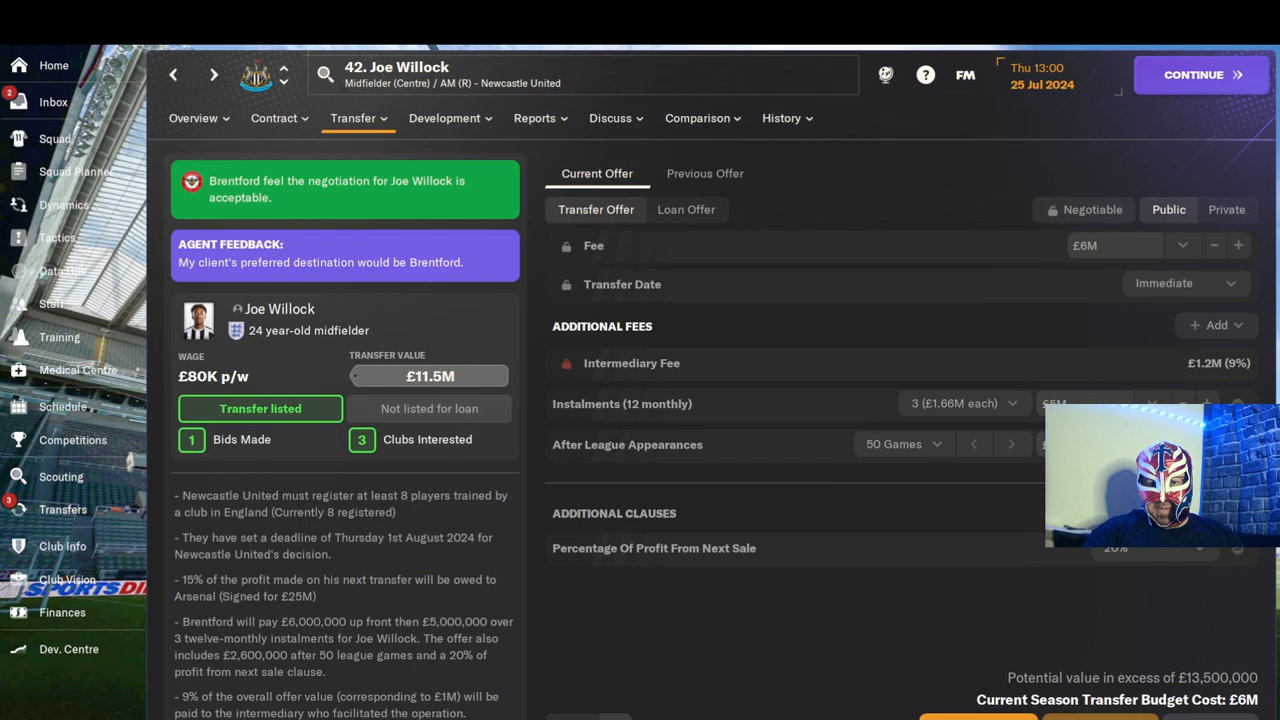 Home
2
Inbox
Squad
Squad Planner
Dynamics
Tactics
Data Hub
Staff
Training
Medical Centre
Schedule
Competitions
Scouting
3
Transfers
Club Info
Club Vision
Finances
Dev. Centre
SPORTS DI
42. Joe Willock
Midfielder (Centre) / AM (R) - Newcastle United
?
FM
Thu 13:00
25 Jul 2024
CONTINUE
Overview
Contract
Transfer
Development
Reports
Discuss
Comparison
History
Brentford feel the negotiation for Joe Willock is
acceptable.
AGENT FEEDBACK:
My client's preferred destination would be Brentford.
Joe Willock
24 year-old midfielder
WAGE
TRANSFER VALUE
£80K p/w
£11.5M
Transfer listed
Not listed for loan
1 Bids Made
3 Clubs Interested
- Newcastle United must register at least 8 players trained by
a club in England (Currently 8 registered)
- They have set a deadline of Thursday 1st August 2024 for
Newcastle United's decision.
- 15% of the profit made on his next transfer will be owed to
Arsenal (Signed for £25M)
- Brentford will pay £6,000,000 up front then £5,000,000 over
3 twelve-monthly instalments for Joe Willock. The offer also
includes £2,600,000 after 50 league games and a 20% of
profit from next sale clause.
- 9% of the overall offer value (corresponding to £1M) will be
paid to the intermediary who facilitated the operation.
Current Offer
Previous Offer
Transfer Offer
Loan Offer
Negotiable
Public
Private
Fee
£6M
Transfer Date
Immediate
ADDITIONAL FEES
+ Add
Intermediary Fee
£1.2M (9%)
Instalments (12 monthly)
3 (£1.66M each)
£5M
After League Appearances
50 Games
ADDITIONAL CLAUSES
Percentage Of Profit From Next Sale
20%
Potential value in excess of £13,500,000
Current Season Transfer Budget Cost: £6M